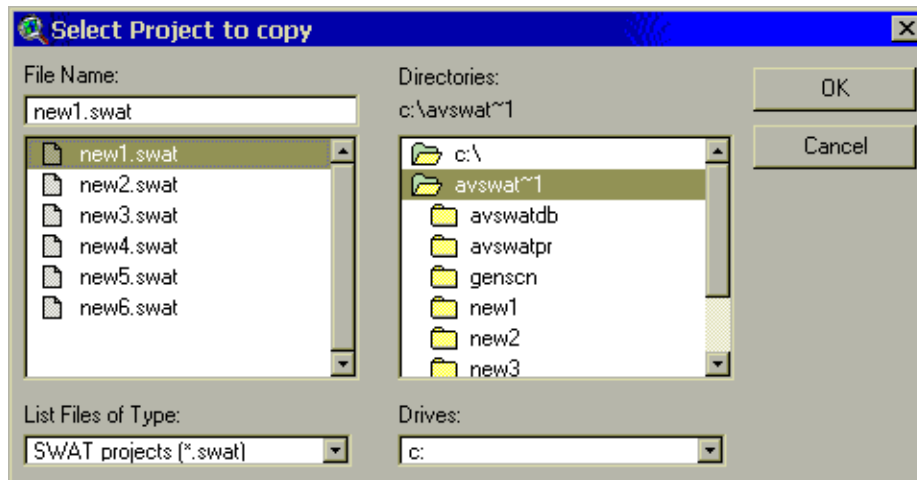 Select Project to copy
File Name:
new1.swat
new1.swat
new2.swat
new3.swat
new4.swat
new5.swat
new6.swat
List Files of Type:
SWAT projects (*.swat)
Directories:
c:\avswat~1
c:\
avswat~1
avswatdb
avswatpr
genscn
new1
new2
new3
Drives:
c:
OK
Cancel